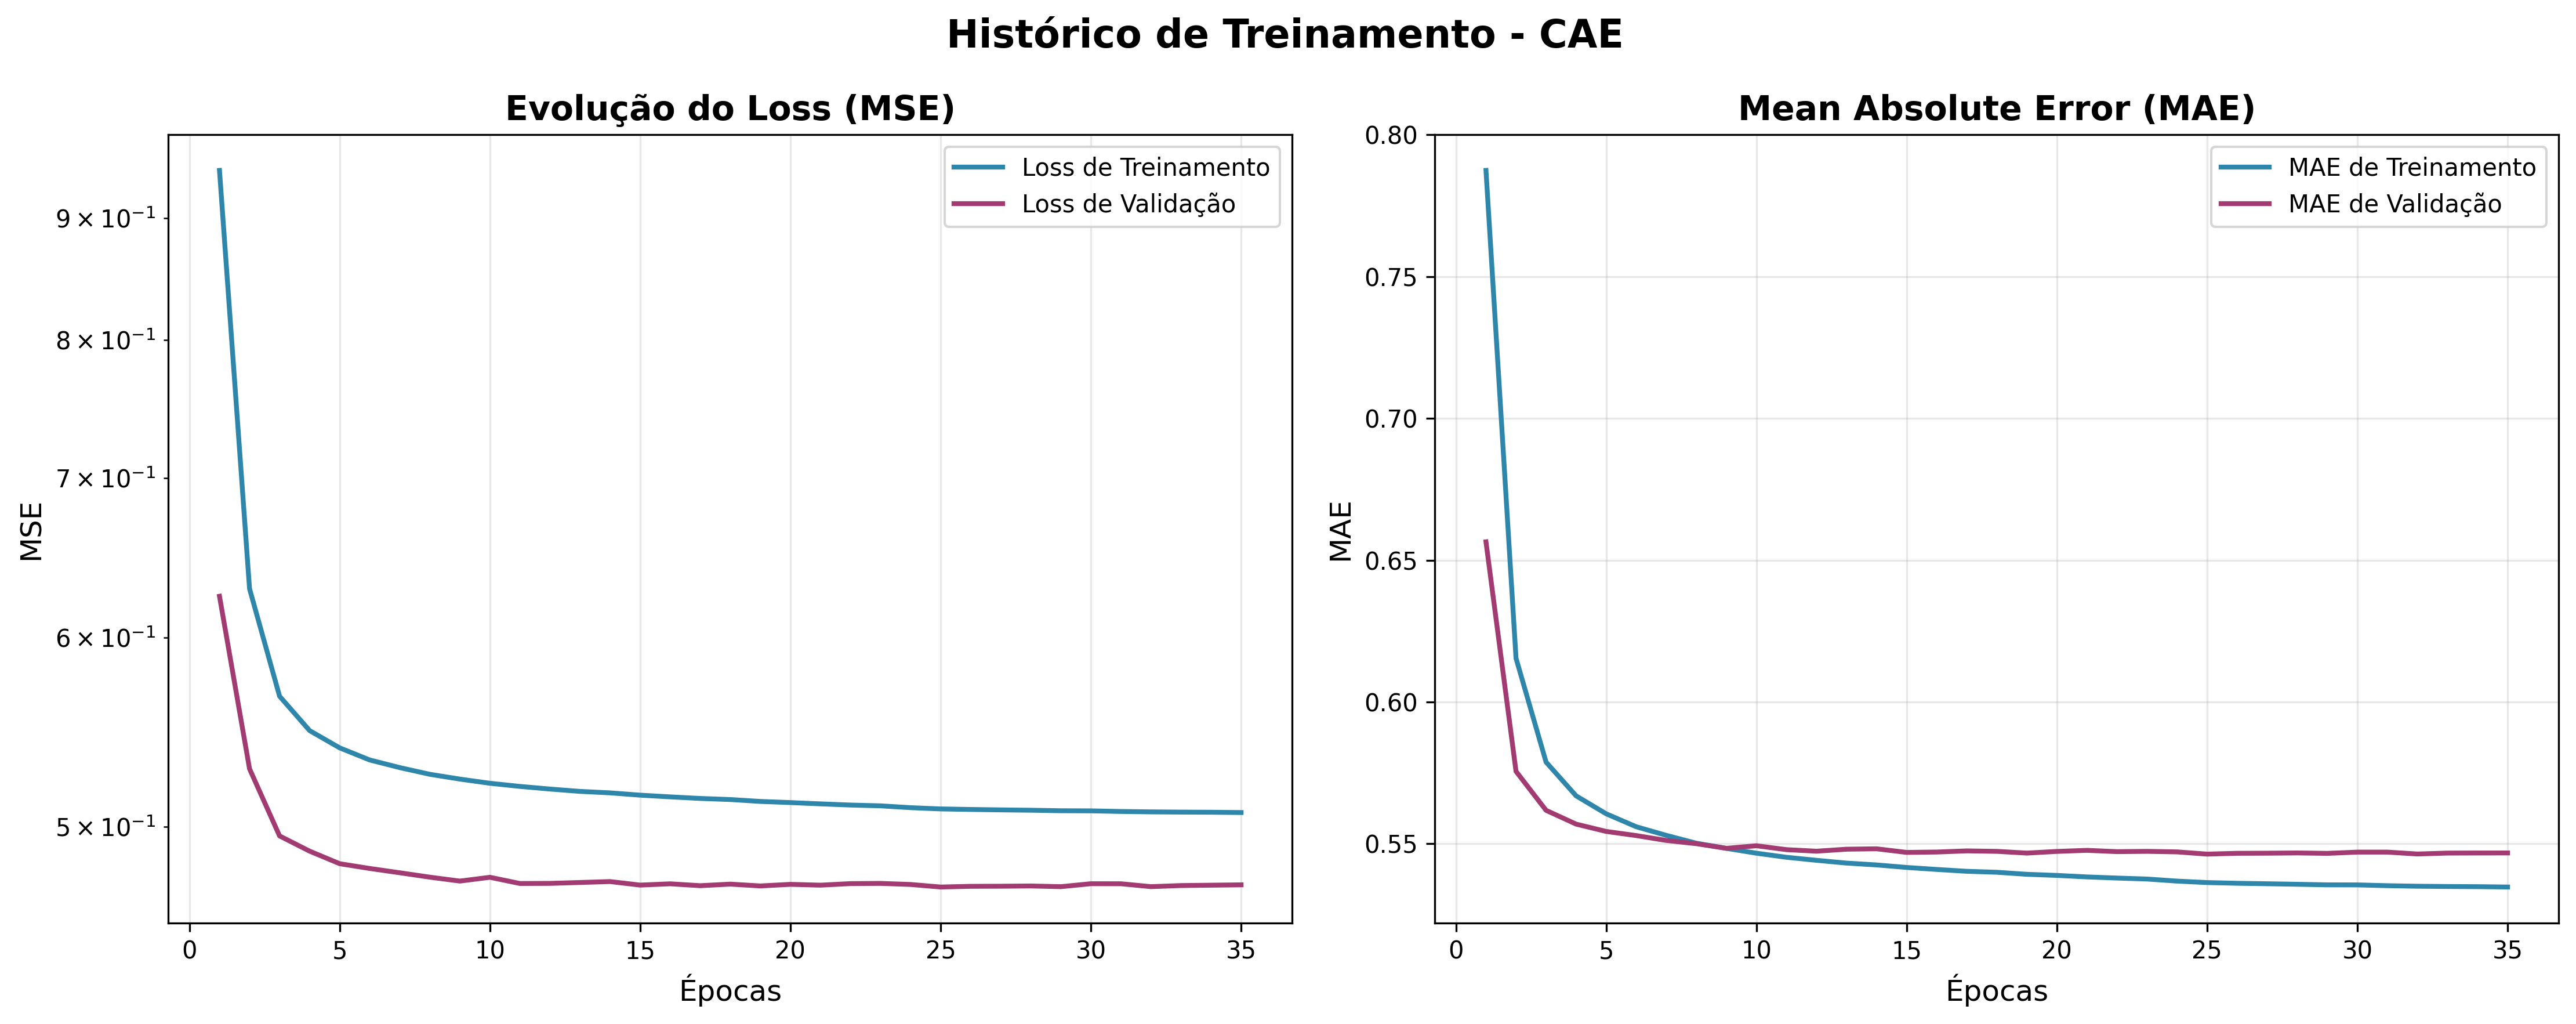 Histórico de Treinamento - CAE
Evolução do Loss (MSE)
Loss de Treinamento
Loss de Validação
9 × 10⁻¹
8 × 10⁻¹
7 × 10⁻¹
6 × 10⁻¹
5 × 10⁻¹
MSE
0 5 10 15 20 25 30 35
Épocas
Mean Absolute Error (MAE)
MAE de Treinamento
MAE de Validação
0.80
0.75
0.70
0.65
0.60
0.55
MAE
0 5 10 15 20 25 30 35
Épocas